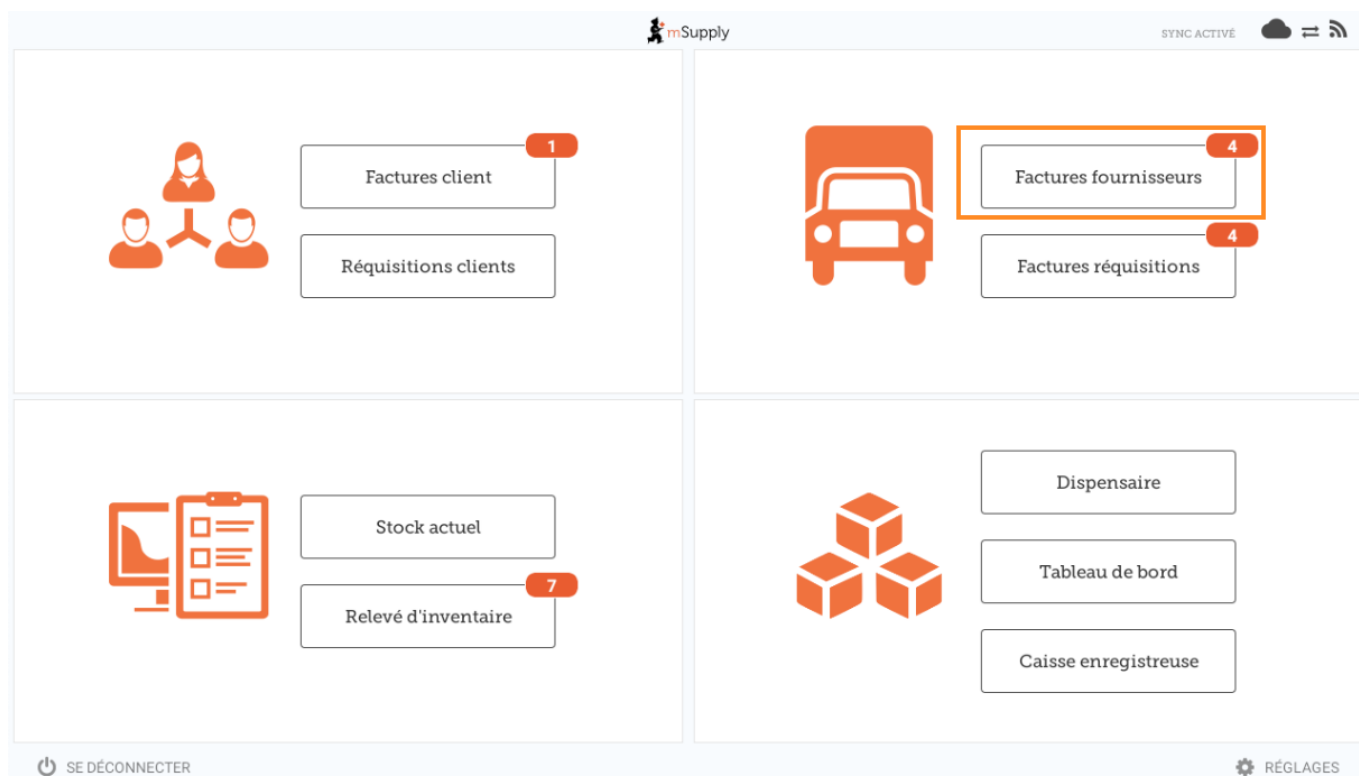 mSupply
SYNC ACTIVÉ
1
Factures client
Réquisitions clients
4
Factures fournisseurs
4
Factures réquisitions
Stock actuel
7
Relevé d'inventaire
Dispensaire
Tableau de bord
Caisse enregistreuse
SE DÉCONNECTER
RÉGLAGES